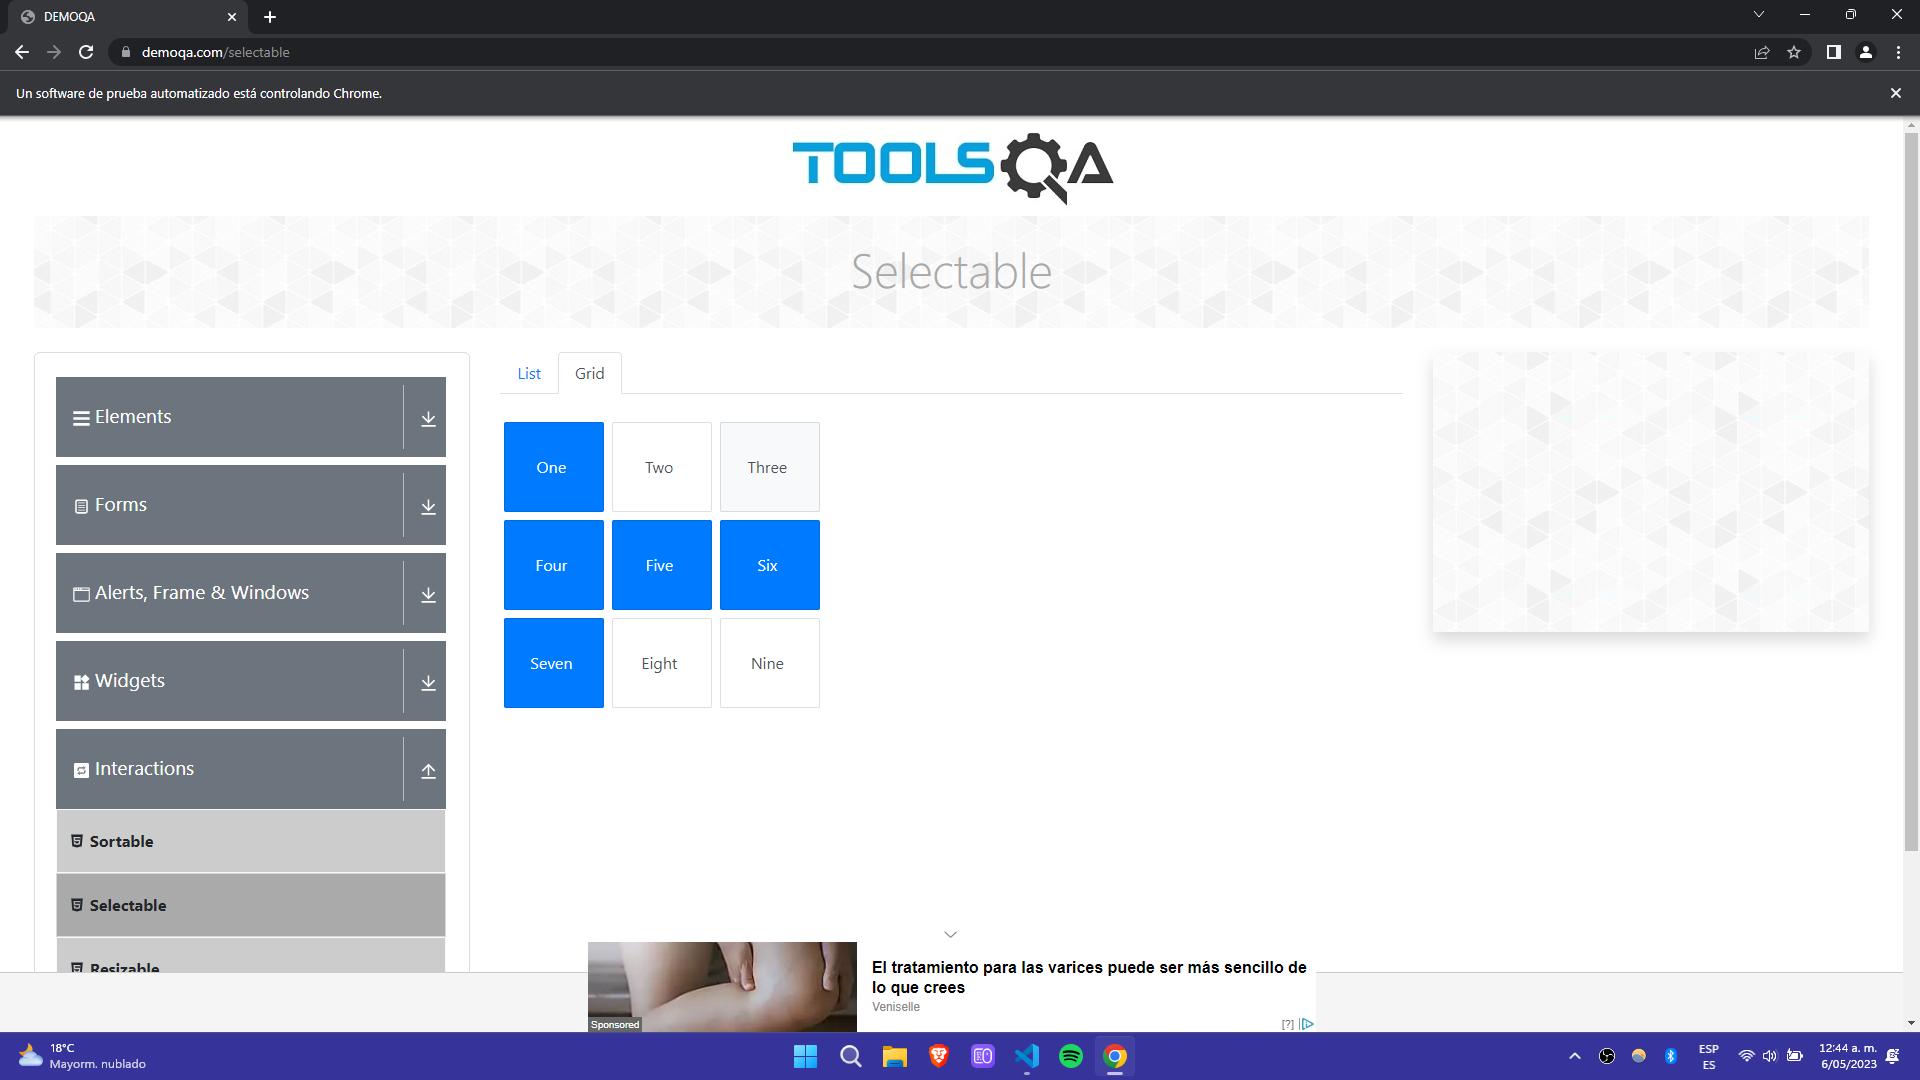 DEMOQA
demoqa.com/selectable
Un software de prueba automatizado está controlando Chrome.
TOOLSQA
Selectable
Elements
Forms
Alerts, Frame & Windows
Widgets
Interactions
Sortable
Selectable
Resizable
List
Grid
One
Two
Three
Four
Five
Six
Seven
Eight
Nine
Sponsored
El tratamiento para las varices puede ser más sencillo de
lo que crees
Veniselle
[?]
18°C
Mayorm. nublado
ESP
ES
12:44 a. m.
6/05/2023